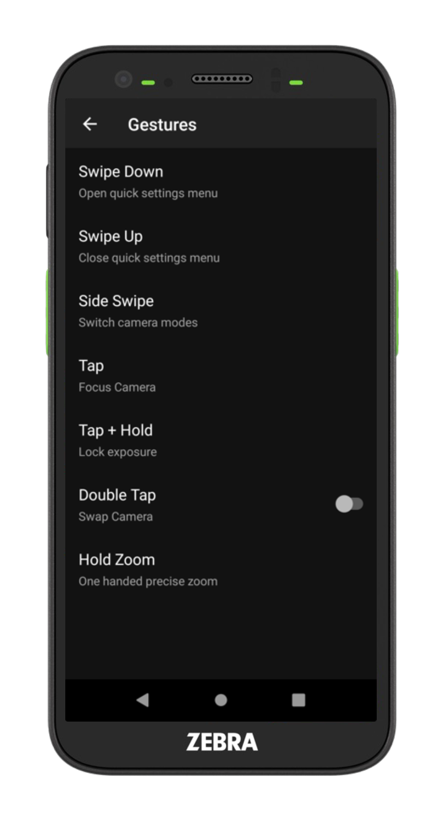 Gestures
Swipe Down
Open quick settings menu
Swipe Up
Close quick settings menu
Side Swipe
Switch camera modes
Tap
Focus Camera
Tap + Hold
Lock exposure
Double Tap
Swap Camera
Hold Zoom
One handed precise zoom
ZEBRA